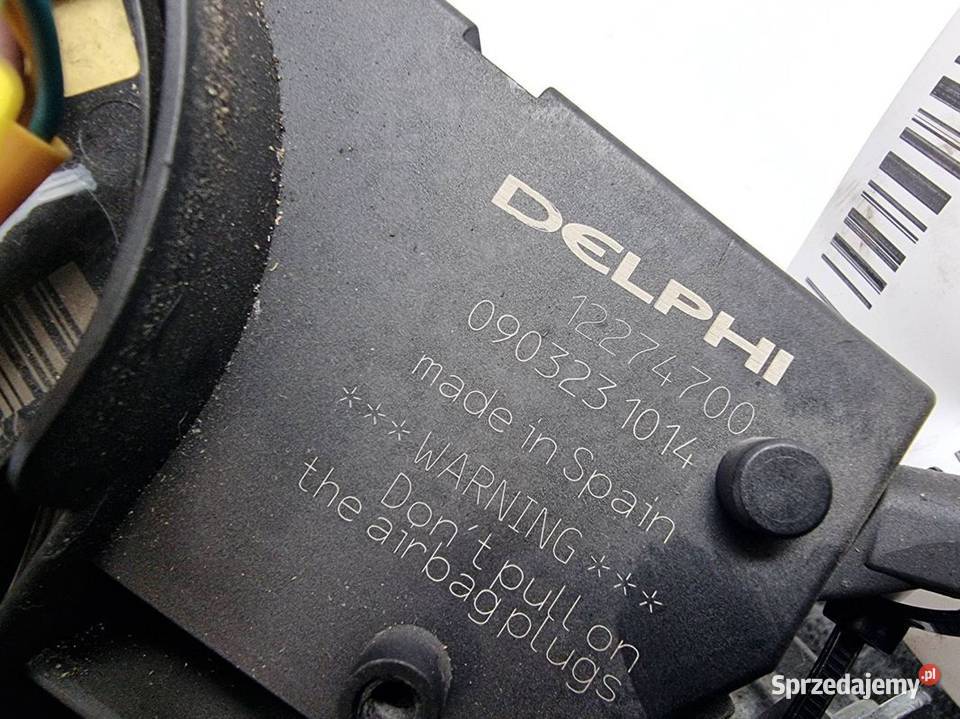 DELPHI
12274700
090323 1014
made in Spain
*** WARNING ***
Don't pull on
the airbag plugs
Sprzedajemy.pl